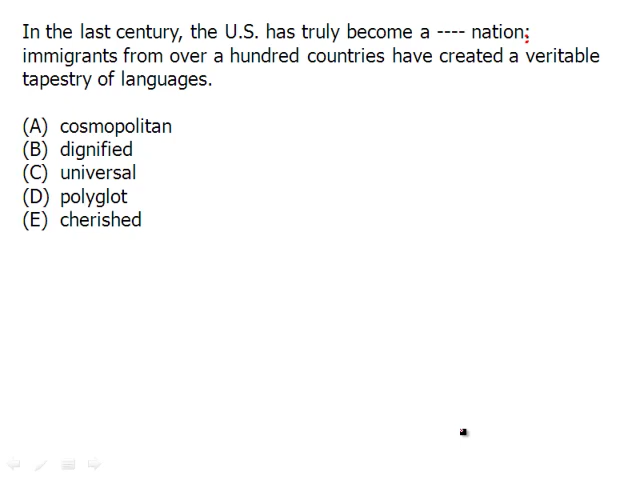 In the last century, the U.S. has truly become a ---- nation;
immigrants from over a hundred countries have created a veritable
tapestry of languages.
(A) cosmopolitan
(B) dignified
(C) universal
(D) polyglot
(E) cherished